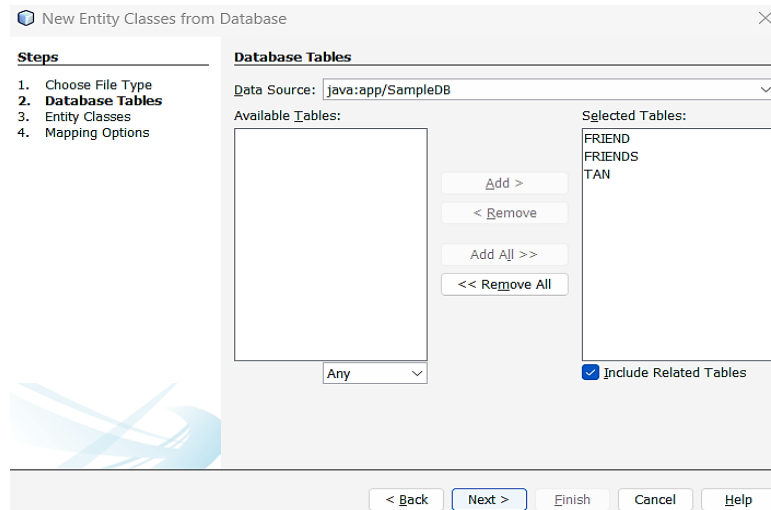 New Entity Classes from Database
Steps
1. Choose File Type
2. Database Tables
3. Entity Classes
4. Mapping Options
Database Tables
Data Source: java:app/SampleDB
Available Tables:
Selected Tables:
FRIEND
FRIENDS
TAN
Add >
< Remove
Add All >>
<< Remove All
Any
Include Related Tables
< Back
Next >
Finish
Cancel
Help